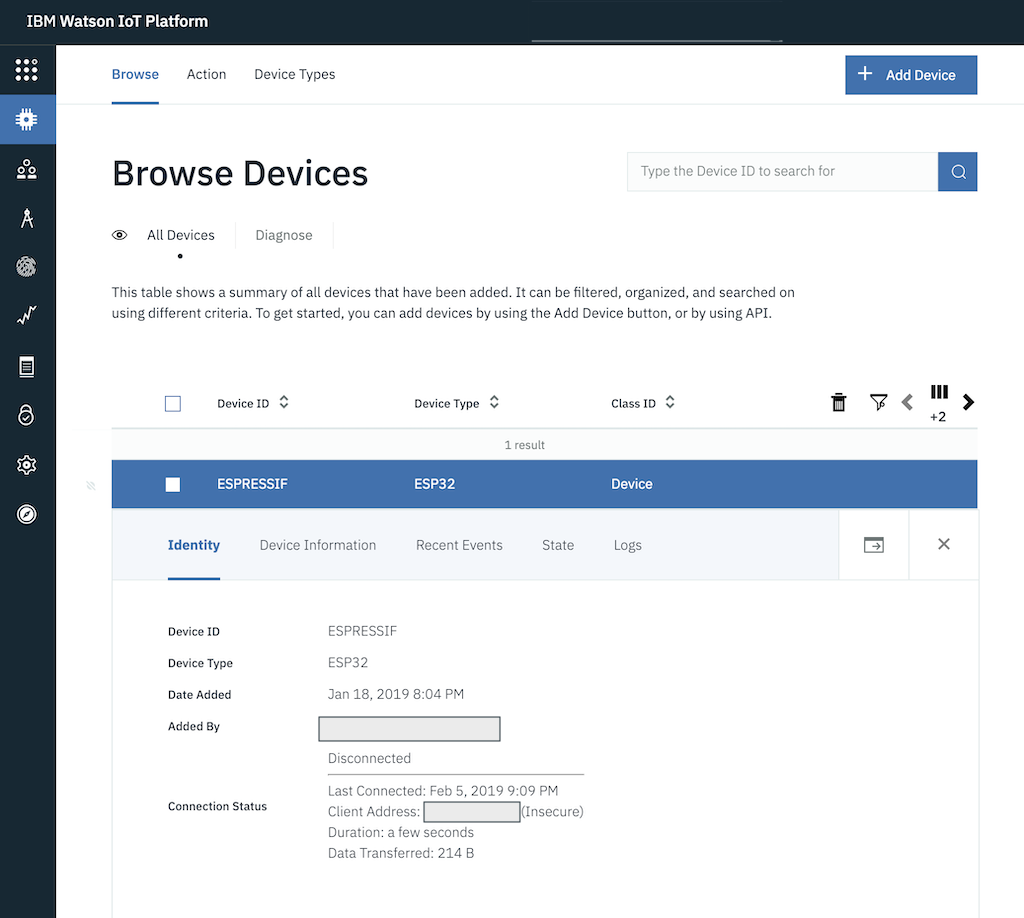 IBM Watson IoT Platform
Browse Action Device Types
Add Device
Browse Devices
Type the Device ID to search for
All Devices Diagnose
This table shows a summary of all devices that have been added. It can be filtered, organized, and searched on
using different criteria. To get started, you can add devices by using the Add Device button, or by using API.
Device ID Device Type Class ID
+2
1 result
ESPRESSIF ESP32 Device
Identity Device Information Recent Events State Logs
Device ID ESPRESSIF
Device Type ESP32
Date Added Jan 18, 2019 8:04 PM
Added By
Disconnected
Connection Status
Last Connected: Feb 5, 2019 9:09 PM
Client Address: (Insecure)
Duration: a few seconds
Data Transferred: 214 B